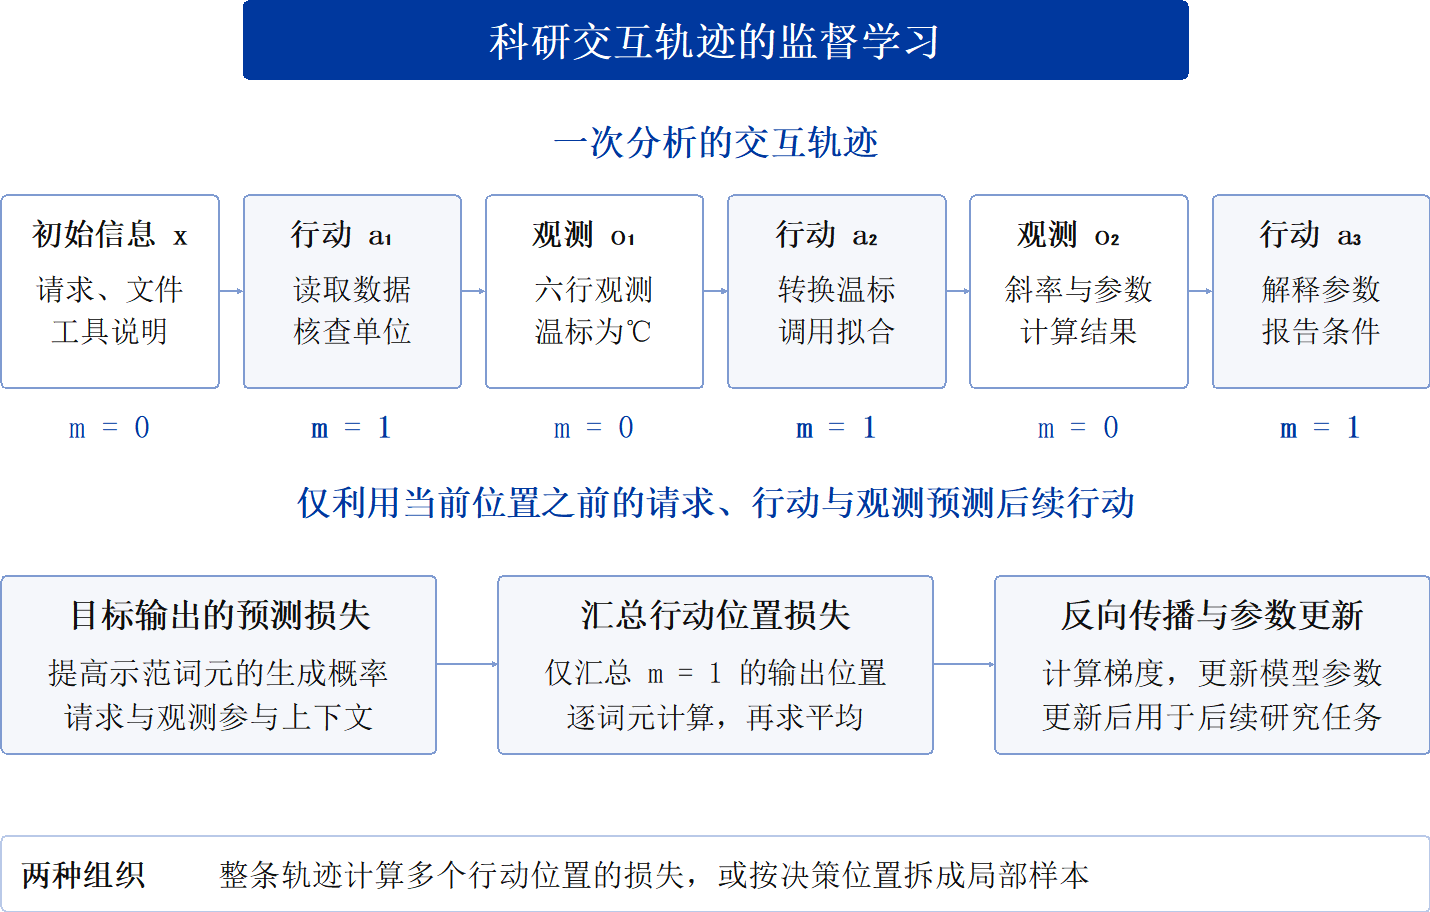 科研交互轨迹的监督学习
一次分析的交互轨迹
初始信息 x
请求、文件
工具说明
行动 a₁
读取数据
核查单位
观测 o₁
六行观测
温标为℃
行动 a₂
转换温标
调用拟合
观测 o₂
斜率与参数
计算结果
行动 a₃
解释参数
报告条件
m = 0
m = 1
m = 0
m = 1
m = 0
m = 1
仅利用当前位置之前的请求、行动与观测预测后续行动
目标输出的预测损失
提高示范词元的生成概率
请求与观测参与上下文
汇总行动位置损失
仅汇总 m = 1 的输出位置
逐词元计算，再求平均
反向传播与参数更新
计算梯度，更新模型参数
更新后用于后续研究任务
两种组织 整条轨迹计算多个行动位置的损失，或按决策位置拆成局部样本